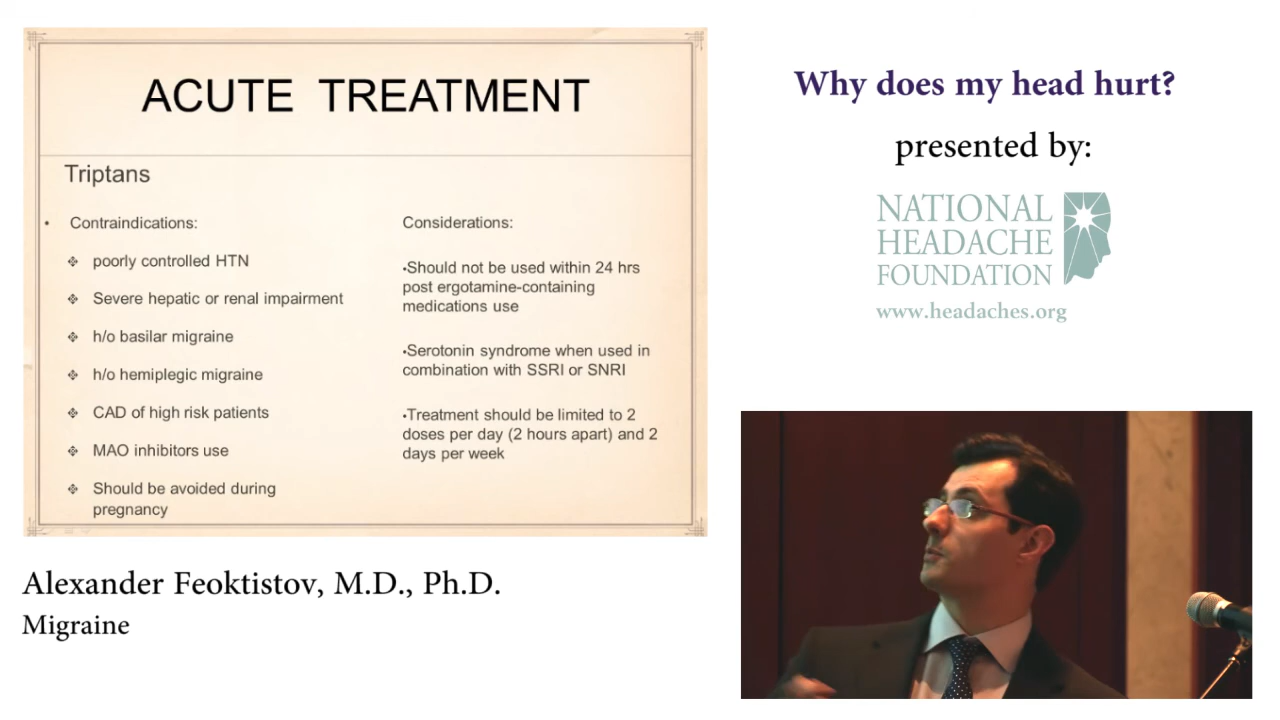 ACUTE TREATMENT
Triptans
• Contraindications:
❖ poorly controlled HTN
❖ Severe hepatic or renal impairment
❖ h/o basilar migraine
❖ h/o hemiplegic migraine
❖ CAD of high risk patients
❖ MAO inhibitors use
❖ Should be avoided during
pregnancy
Considerations:
•Should not be used within 24 hrs
post ergotamine-containing
medications use
•Serotonin syndrome when used in
combination with SSRI or SNRI
•Treatment should be limited to 2
doses per day (2 hours apart) and 2
days per week
Alexander Feoktistov, M.D., Ph.D.
Migraine
Why does my head hurt?
presented by:
NATIONAL
HEADACHE
FOUNDATION
www.headaches.org